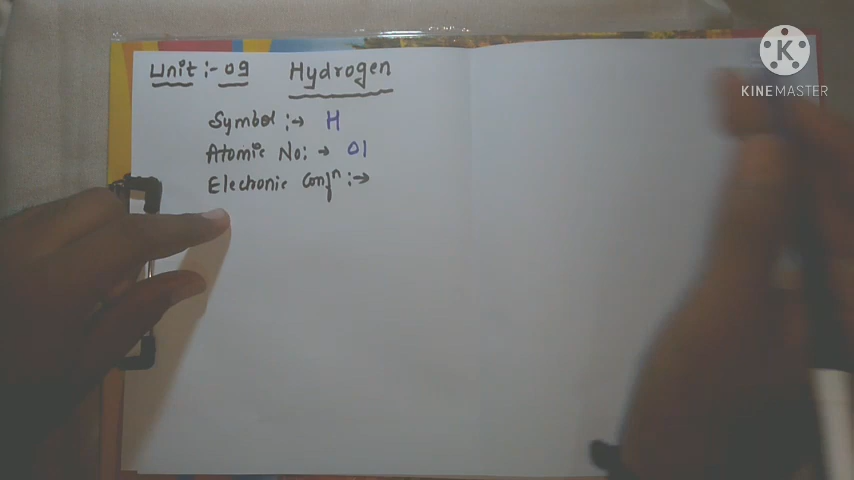 Unit :- 09 Hydrogen
Symbol :→ H
Atomic No: → 01
Electronic Confⁿ :→
K
KINEMASTER